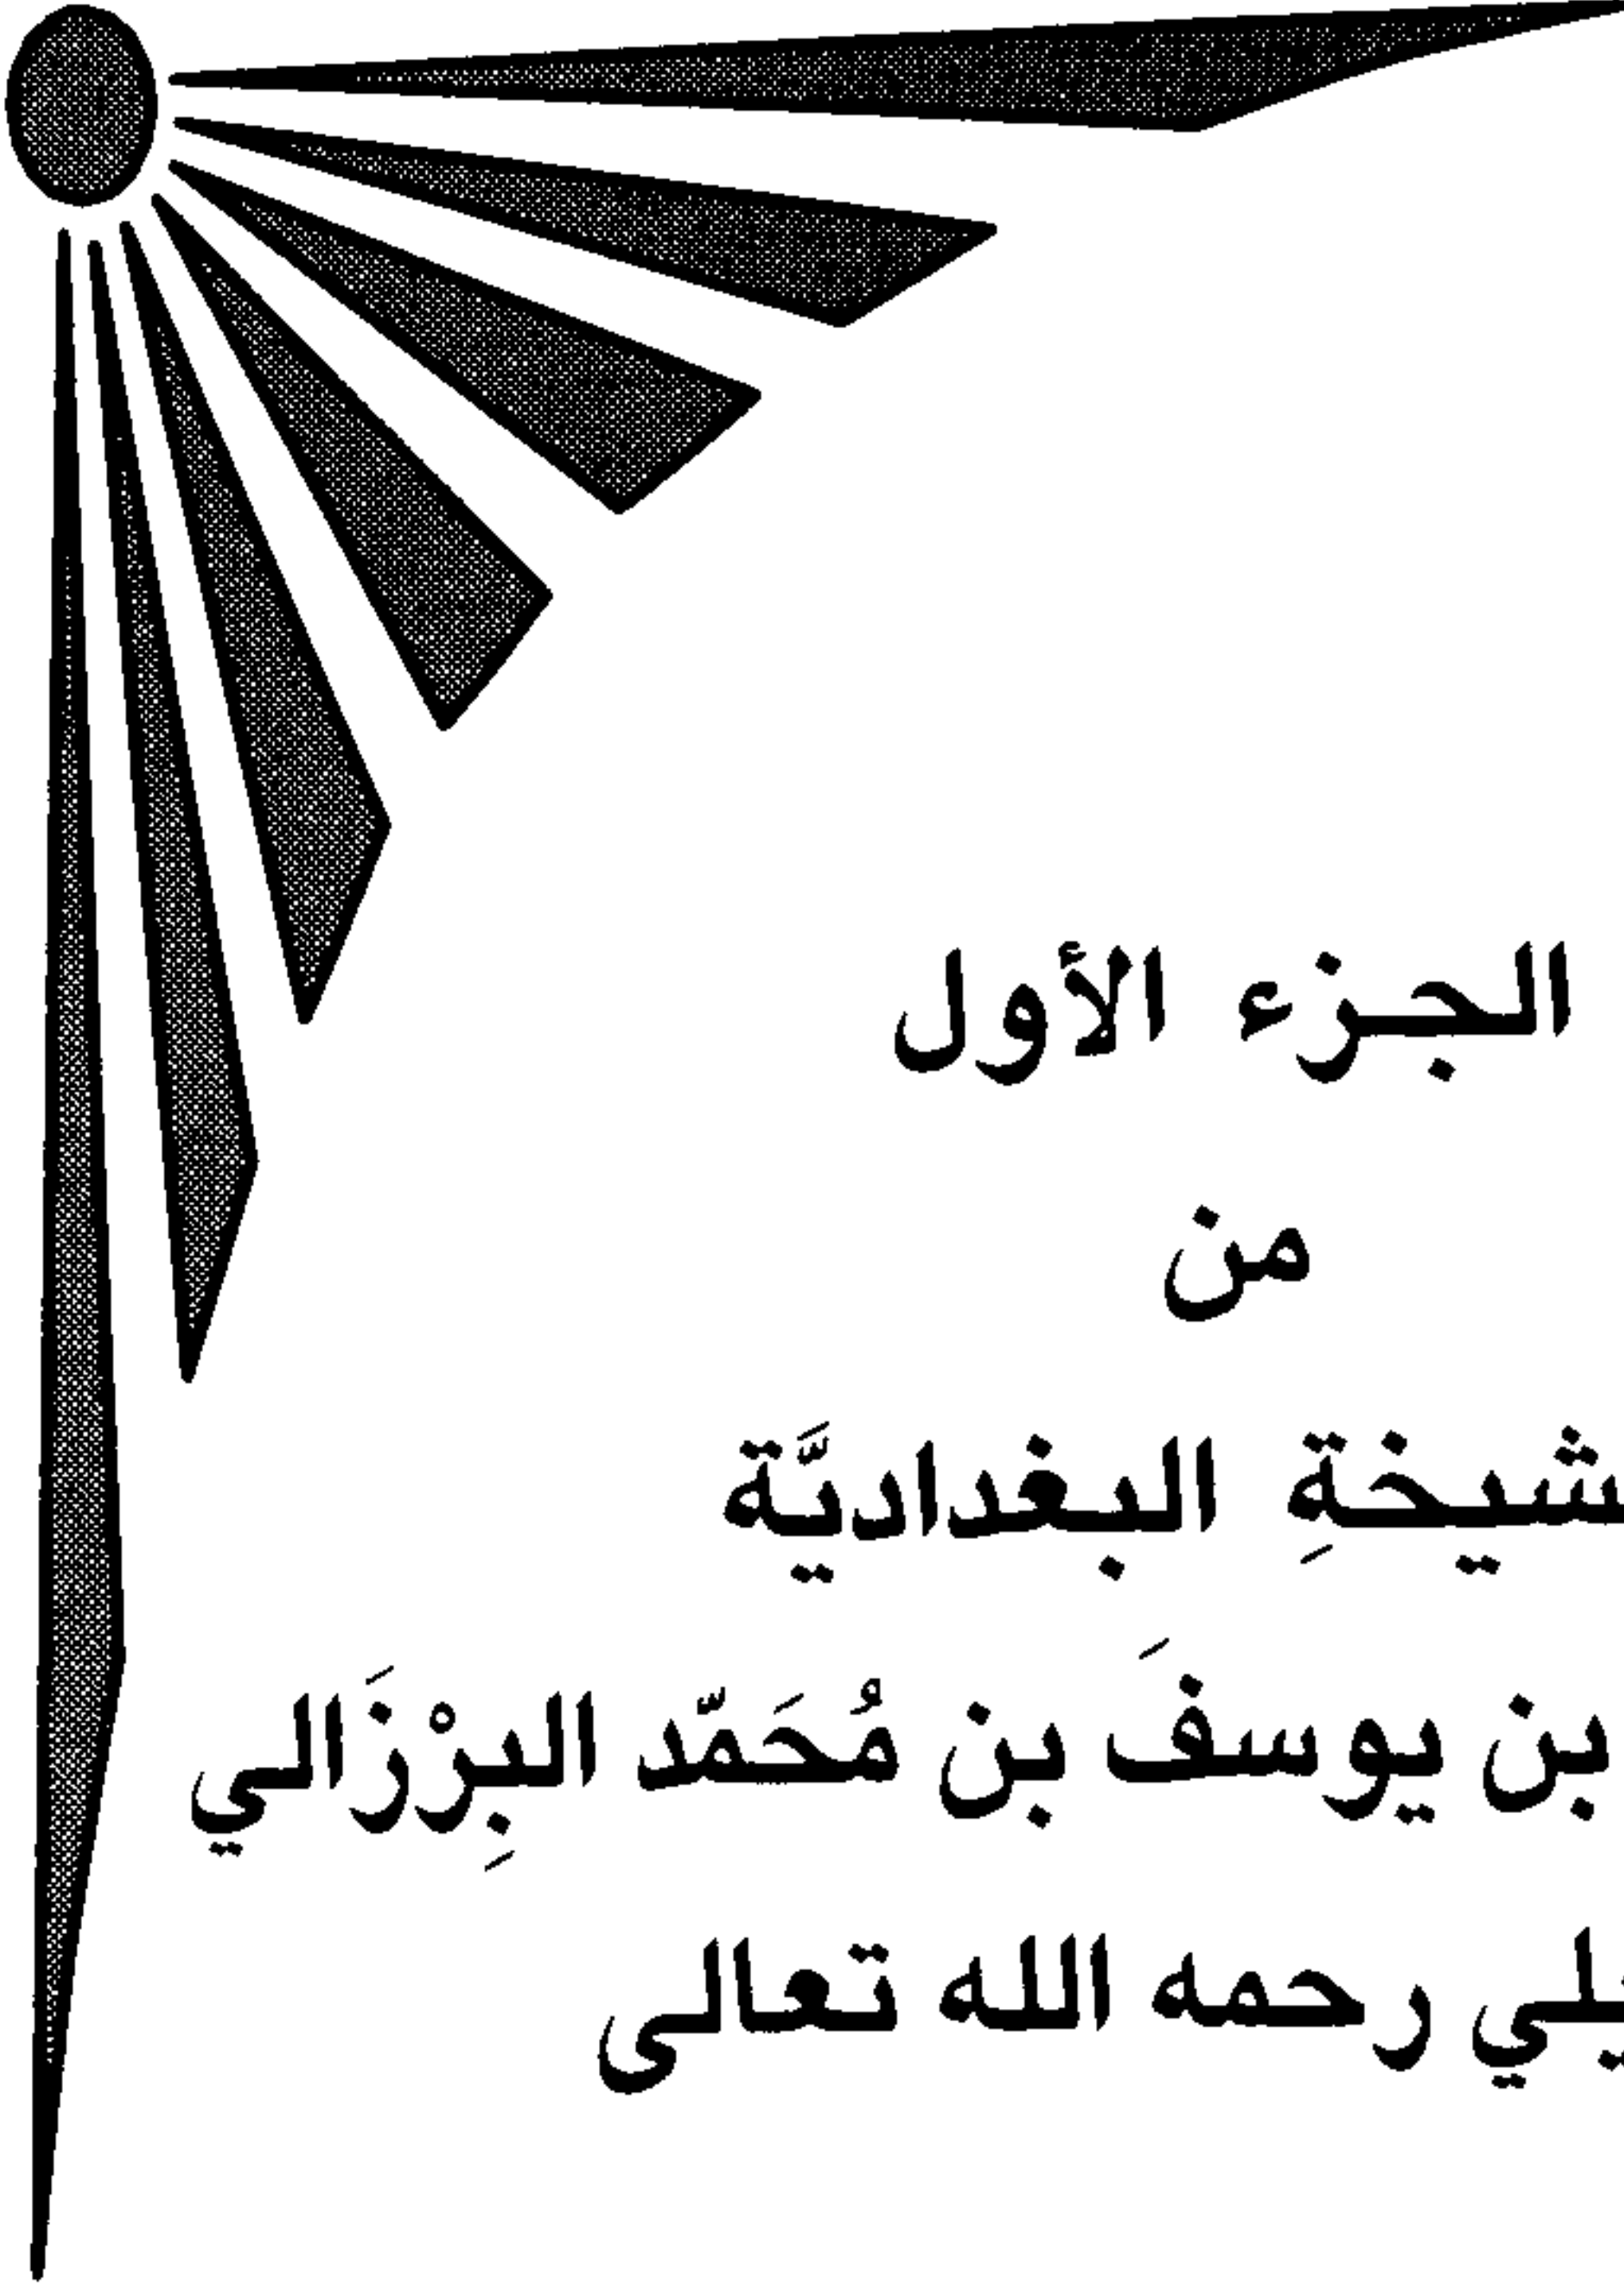 الجزء الأول
من
شيخةِ البغداديَّة
بن يوسفَ بن مُحَمّد البِرْزَالي
رحمه الله تعالى